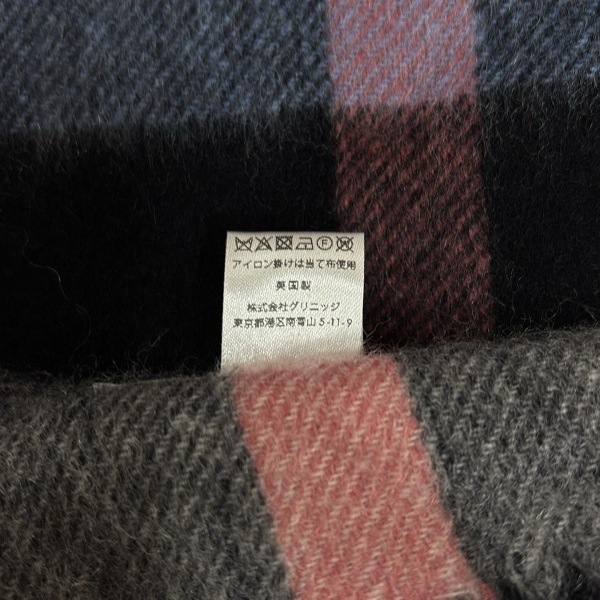 F W
アイロン掛けは当て布使用
英国製
株式会社グリニッジ
東京都港区南青山5-11-9